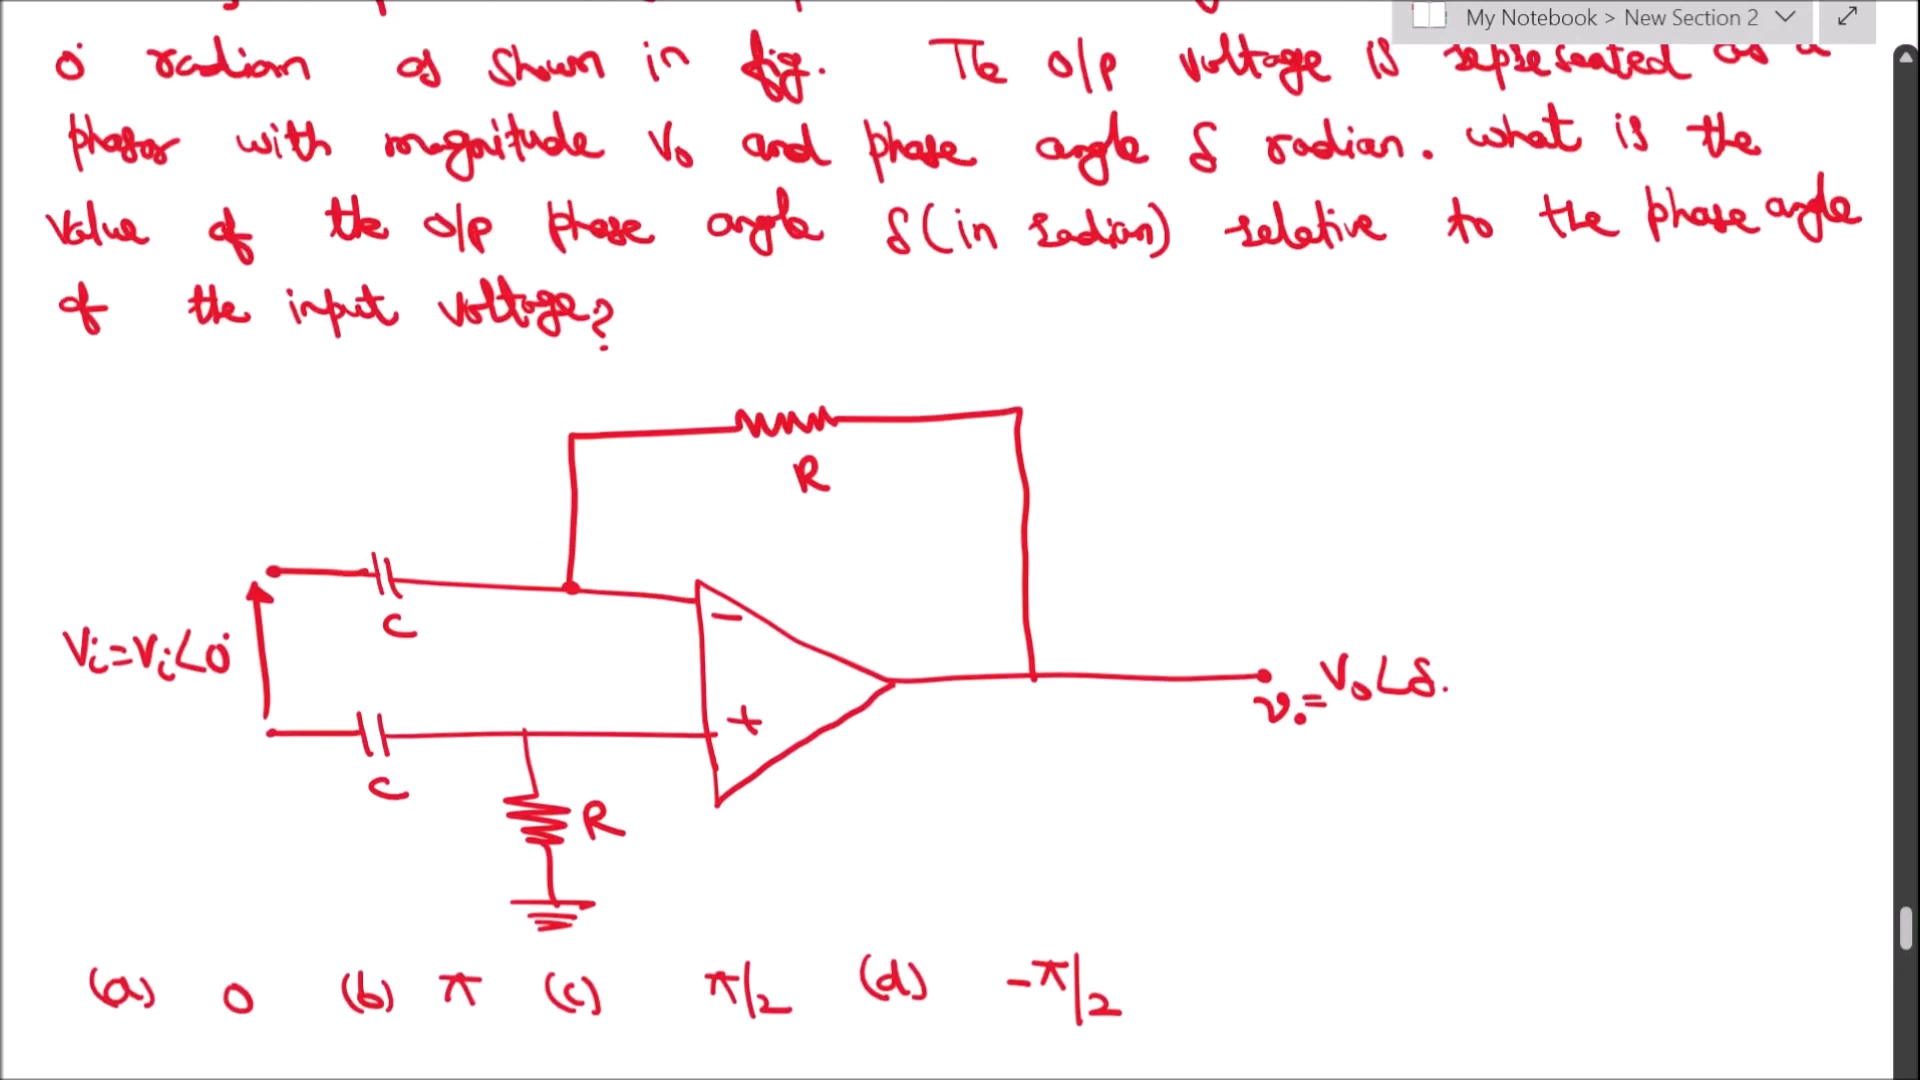 My Notebook > New Section 2
0° radian as shown in fig. The o/p voltage is represented as a
phasor with magnitude V₀ and phase angle δ radian. what is the
value of the o/p phase angle δ (in radian) relative to the phase angle
of the input voltage?
R
C
−
Vi = Vi∠0°
V₀∠δ.
v₀ =
+
C
R
(a) 0 (b) π (c) π/2 (d) -π/2